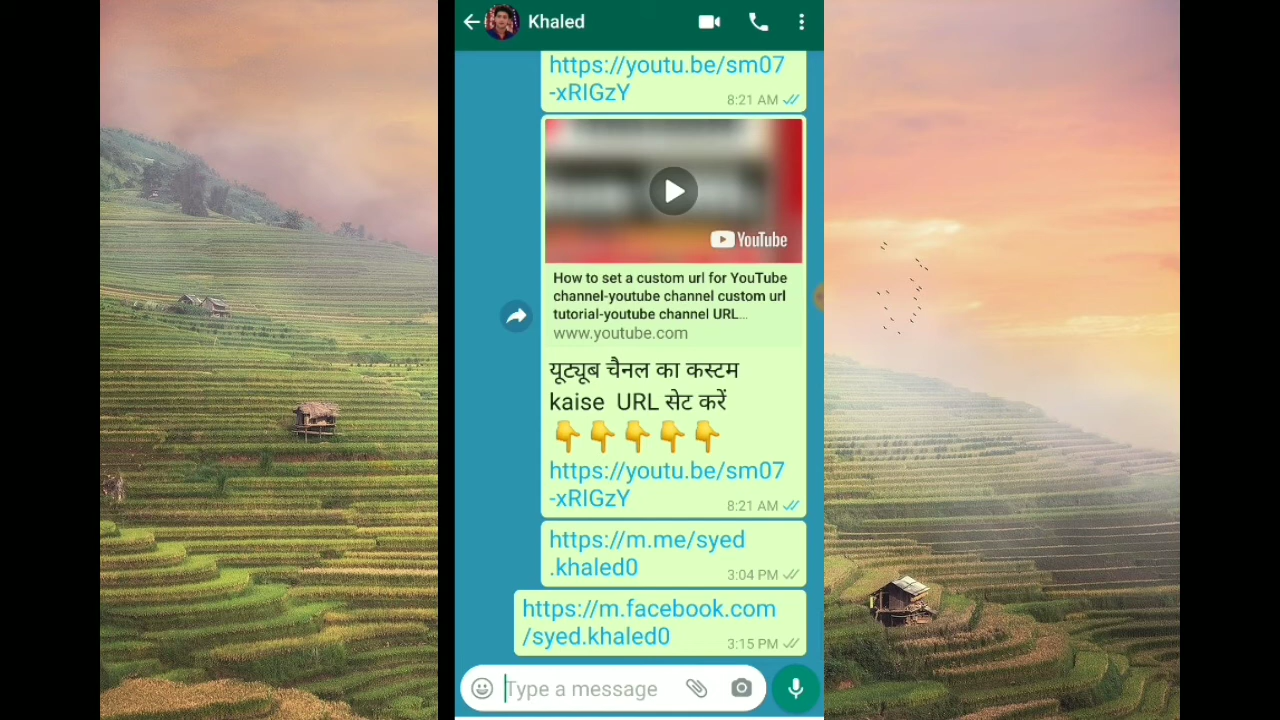 Khaled
https://youtu.be/sm07
-xRIGzY
8:21 AM
YouTube
How to set a custom url for YouTube
channel-youtube channel custom url
tutorial-youtube channel URL...
www.youtube.com
यूट्यूब चैनल का कस्टम
kaise URL सेट करें
https://youtu.be/sm07
-xRIGzY
8:21 AM
https://m.me/syed
.khaled0
3:04 PM
https://m.facebook.com
/syed.khaled0
3:15 PM
Type a message